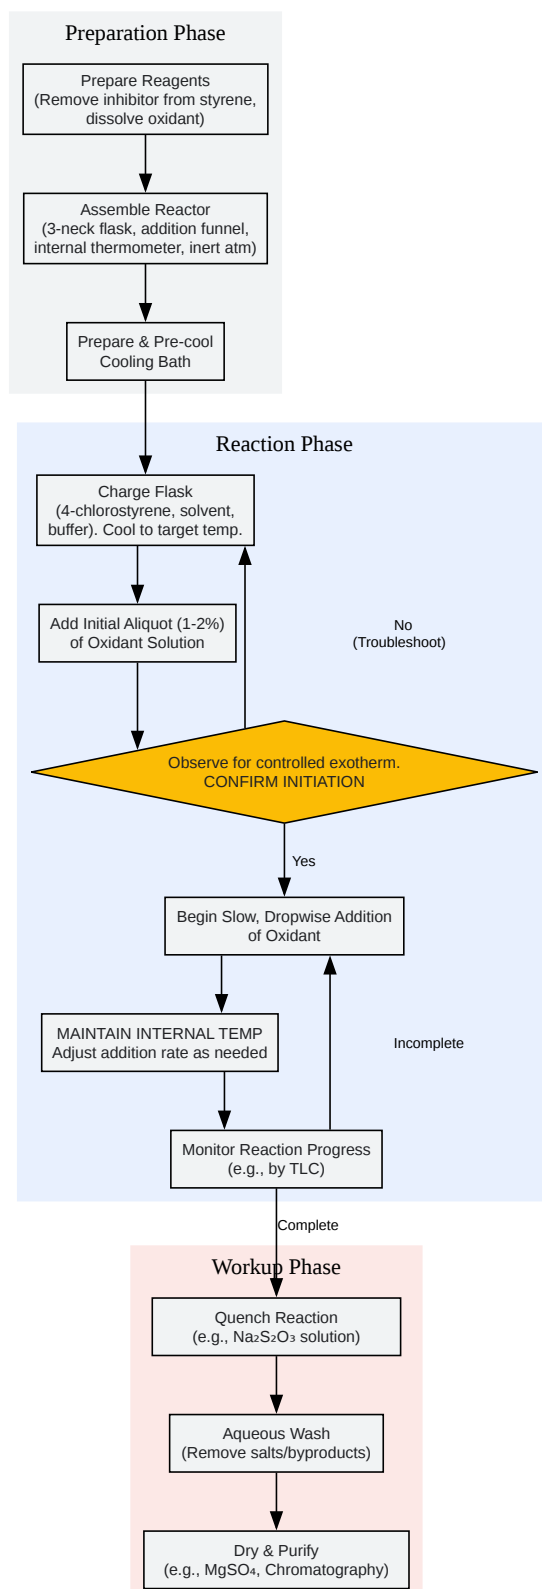 Preparation Phase
Prepare Reagents
(Remove inhibitor from styrene,
dissolve oxidant)
Assemble Reactor
(3-neck flask, addition funnel,
internal thermometer, inert atm)
Prepare & Pre-cool
Cooling Bath
Reaction Phase
Charge Flask
(4-chlorostyrene, solvent,
buffer). Cool to target temp.
Add Initial Aliquot (1-2%)
of Oxidant Solution
No
(Troubleshoot)
Observe for controlled exotherm.
CONFIRM INITIATION
Yes
Begin Slow, Dropwise Addition
of Oxidant
MAINTAIN INTERNAL TEMP
Adjust addition rate as needed
Incomplete
Monitor Reaction Progress
(e.g., by TLC)
Complete
Workup Phase
Quench Reaction
(e.g., Na₂S₂O₃ solution)
Aqueous Wash
(Remove salts/byproducts)
Dry & Purify
(e.g., MgSO₄, Chromatography)